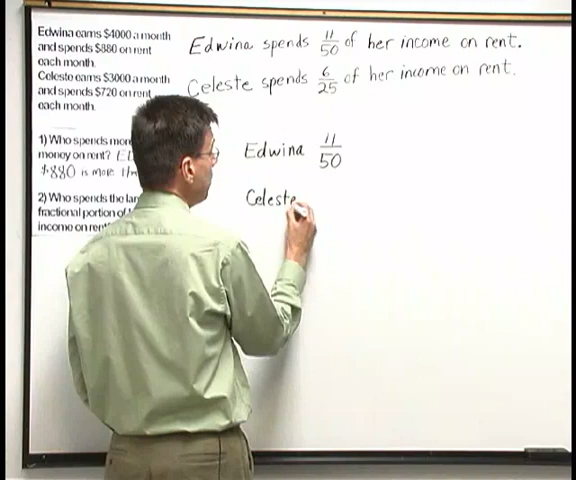 Edwina earns $4000 a month
and spends $880 on rent
each month.
Celeste earns $3000 a month
and spends $720 on rent
each month.
Edwina spends 11/50 of her income on rent.
Celeste spends 6/25 of her income on rent.
1) Who spends
money on rent?
$880 is more
2) Who spends the
fractional portion of
income on rent
Edwina 11/50
Celeste